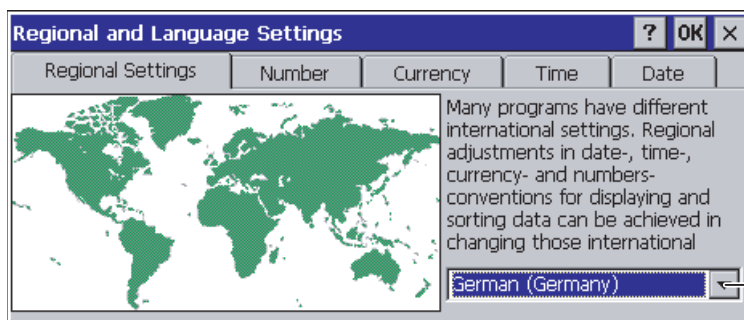 Regional and Language Settings ? OK ×
Regional Settings Number Currency Time Date
Many programs have different
international settings. Regional
adjustments in date-, time-,
currency- and numbers-
conventions for displaying and
sorting data can be achieved in
changing those international
German (Germany)